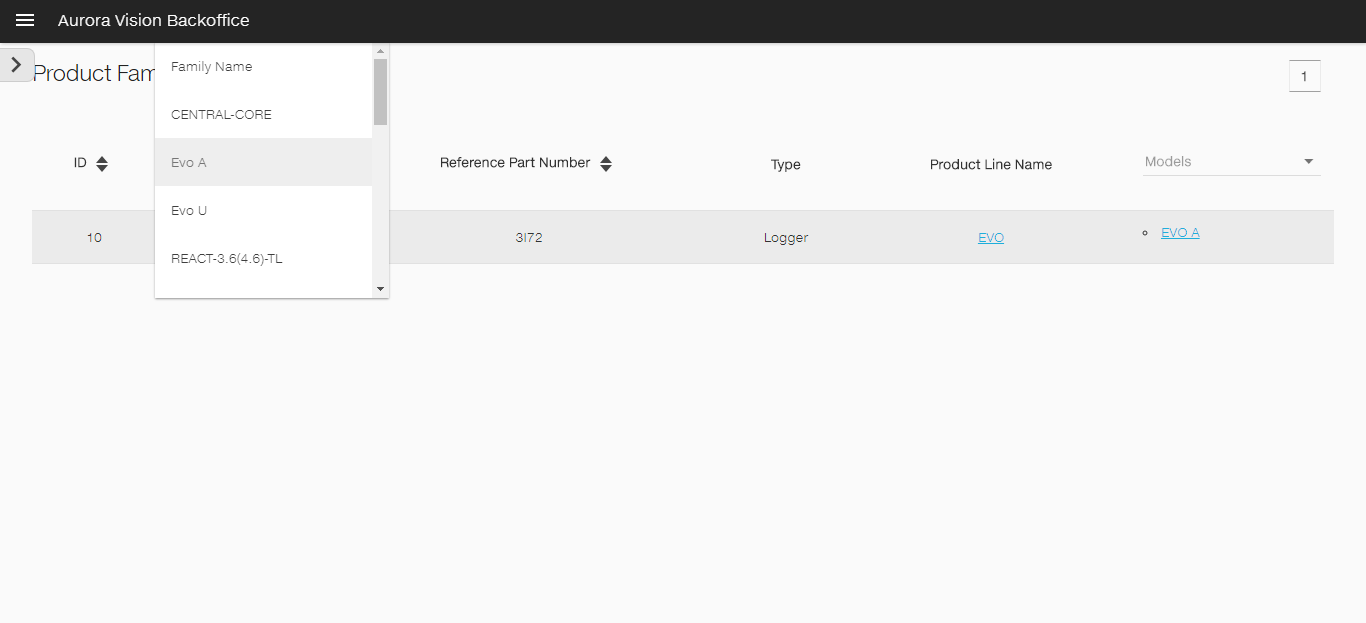 Aurora Vision Backoffice
Product Fam
1
Family Name
CENTRAL-CORE
Evo A
Evo U
REACT-3.6(4.6)-TL
ID
Reference Part Number
Type
Product Line Name
Models
10
3I72
Logger
EVO
EVO A